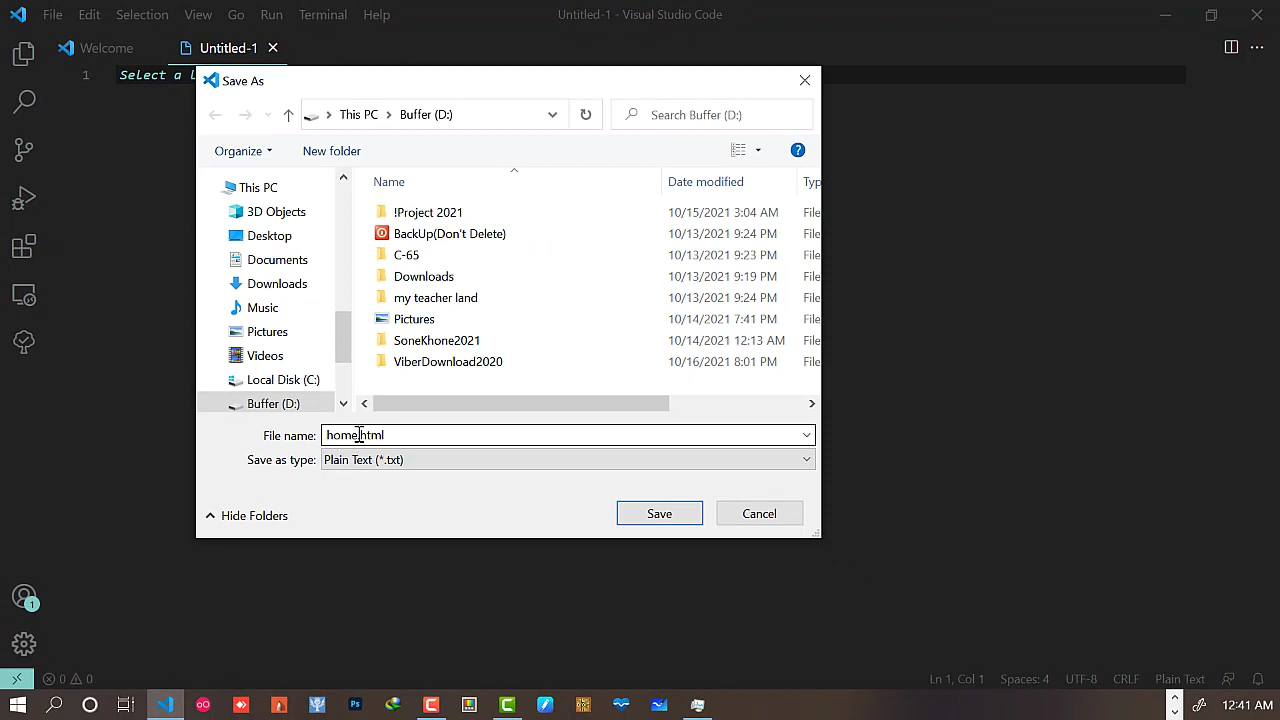 File Edit Selection View Go Run Terminal Help Untitled-1 - Visual Studio Code
Welcome Untitled-1
1 Select a l
Save As
This PC Buffer (D:) Search Buffer (D:)
Organize New folder
Name Date modified Typ
This PC
3D Objects
Desktop
Documents
Downloads
Music
Pictures
Videos
Local Disk (C:)
Buffer (D:)
!Project 2021 10/15/2021 3:04 AM File
BackUp(Don't Delete) 10/13/2021 9:24 PM File
C-65 10/13/2021 9:23 PM File
Downloads 10/13/2021 9:19 PM File
my teacher land 10/13/2021 9:24 PM File
Pictures 10/14/2021 7:41 PM File
SoneKhone2021 10/14/2021 12:13 AM File
ViberDownload2020 10/16/2021 8:01 PM File
File name: home.html
Save as type: Plain Text (*.txt)
Hide Folders Save Cancel
1
0 0 Ln 1, Col 1 Spaces: 4 UTF-8 CRLF Plain Text
12:41 AM